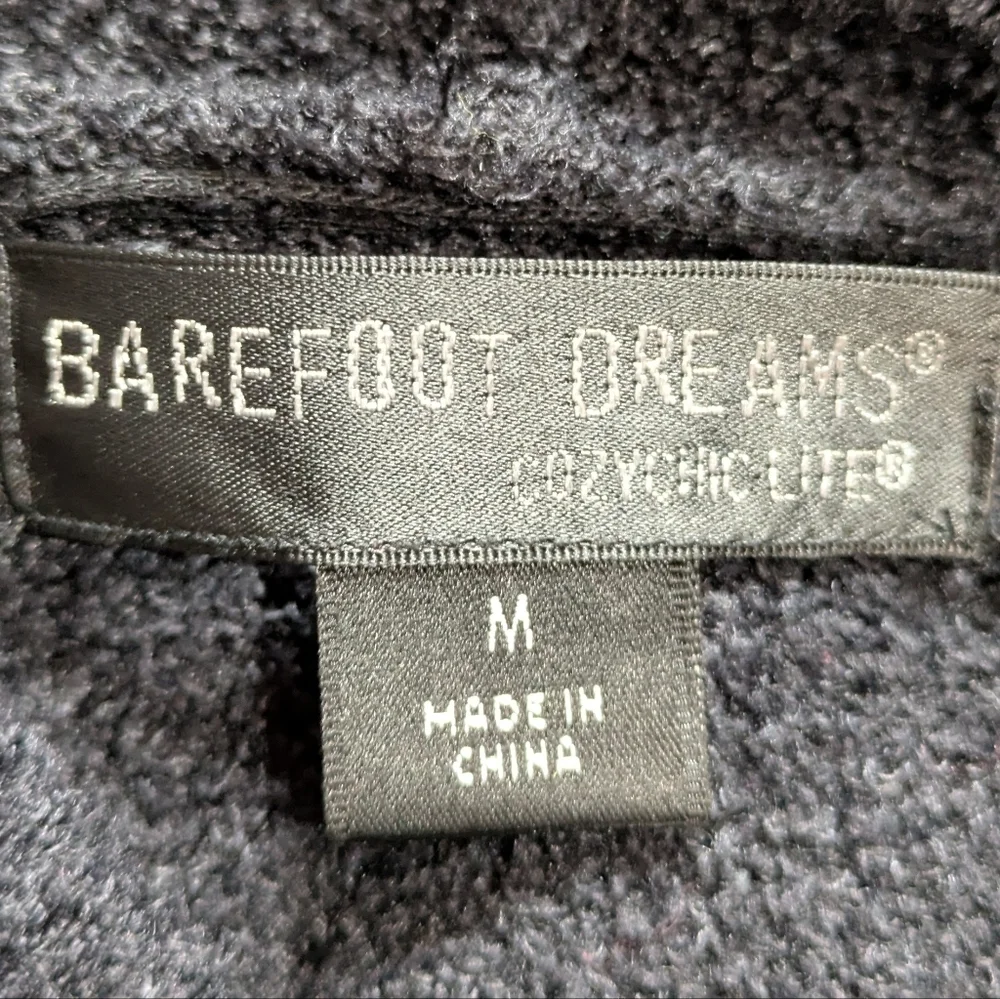 BAREFOOT DREAMS®
COZYCHIC LITE®
M
MADE IN
CHINA